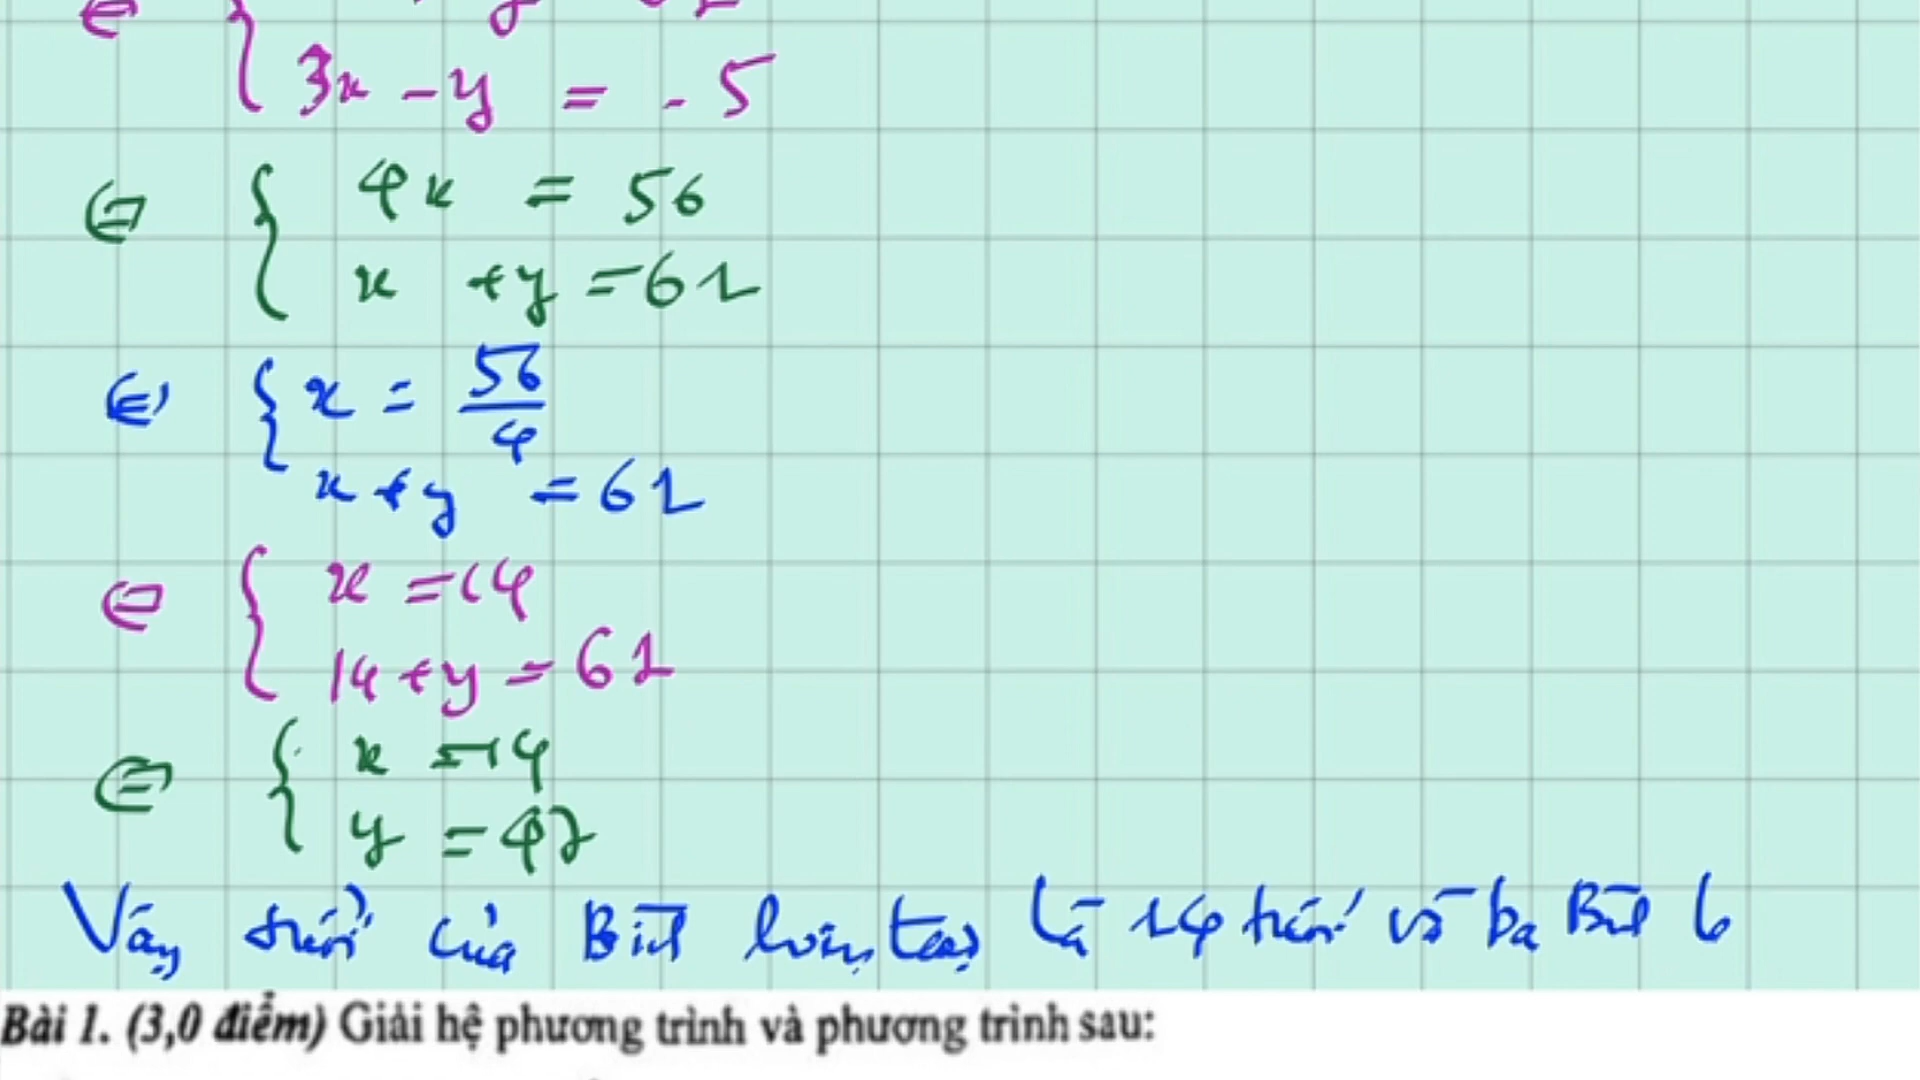 3x - y = - 5
⇔ { 4x = 56
x + y = 61
⇔ { x = 56/4
x + y = 61
⇔ { x = 14
14 + y = 61
⇔ { x = 14
y = 47
Vậy tuổi của Bình hiện tại là 14 tuổi và ba Bình l
Bài 1. (3,0 điểm) Giải hệ phương trình và phương trình sau: